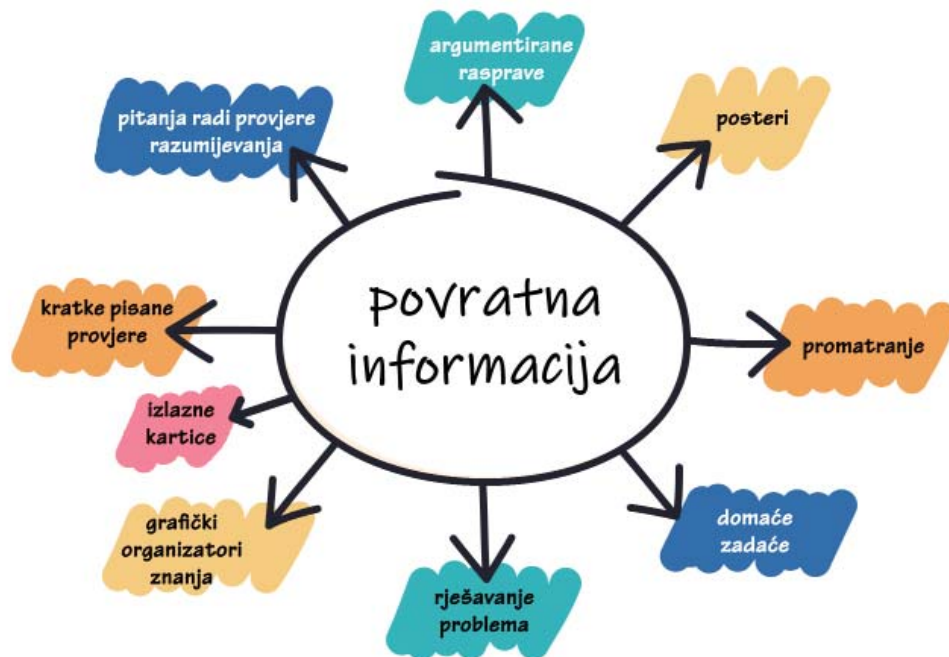 argumentirane
rasprave
pitanja radi provjere
razumijevanja
posteri
povratna
informacija
kratke pisane
provjere
promatranje
izlazne
kartice
grafički
organizatori
znanja
domaće
zadaće
rješavanje
problema